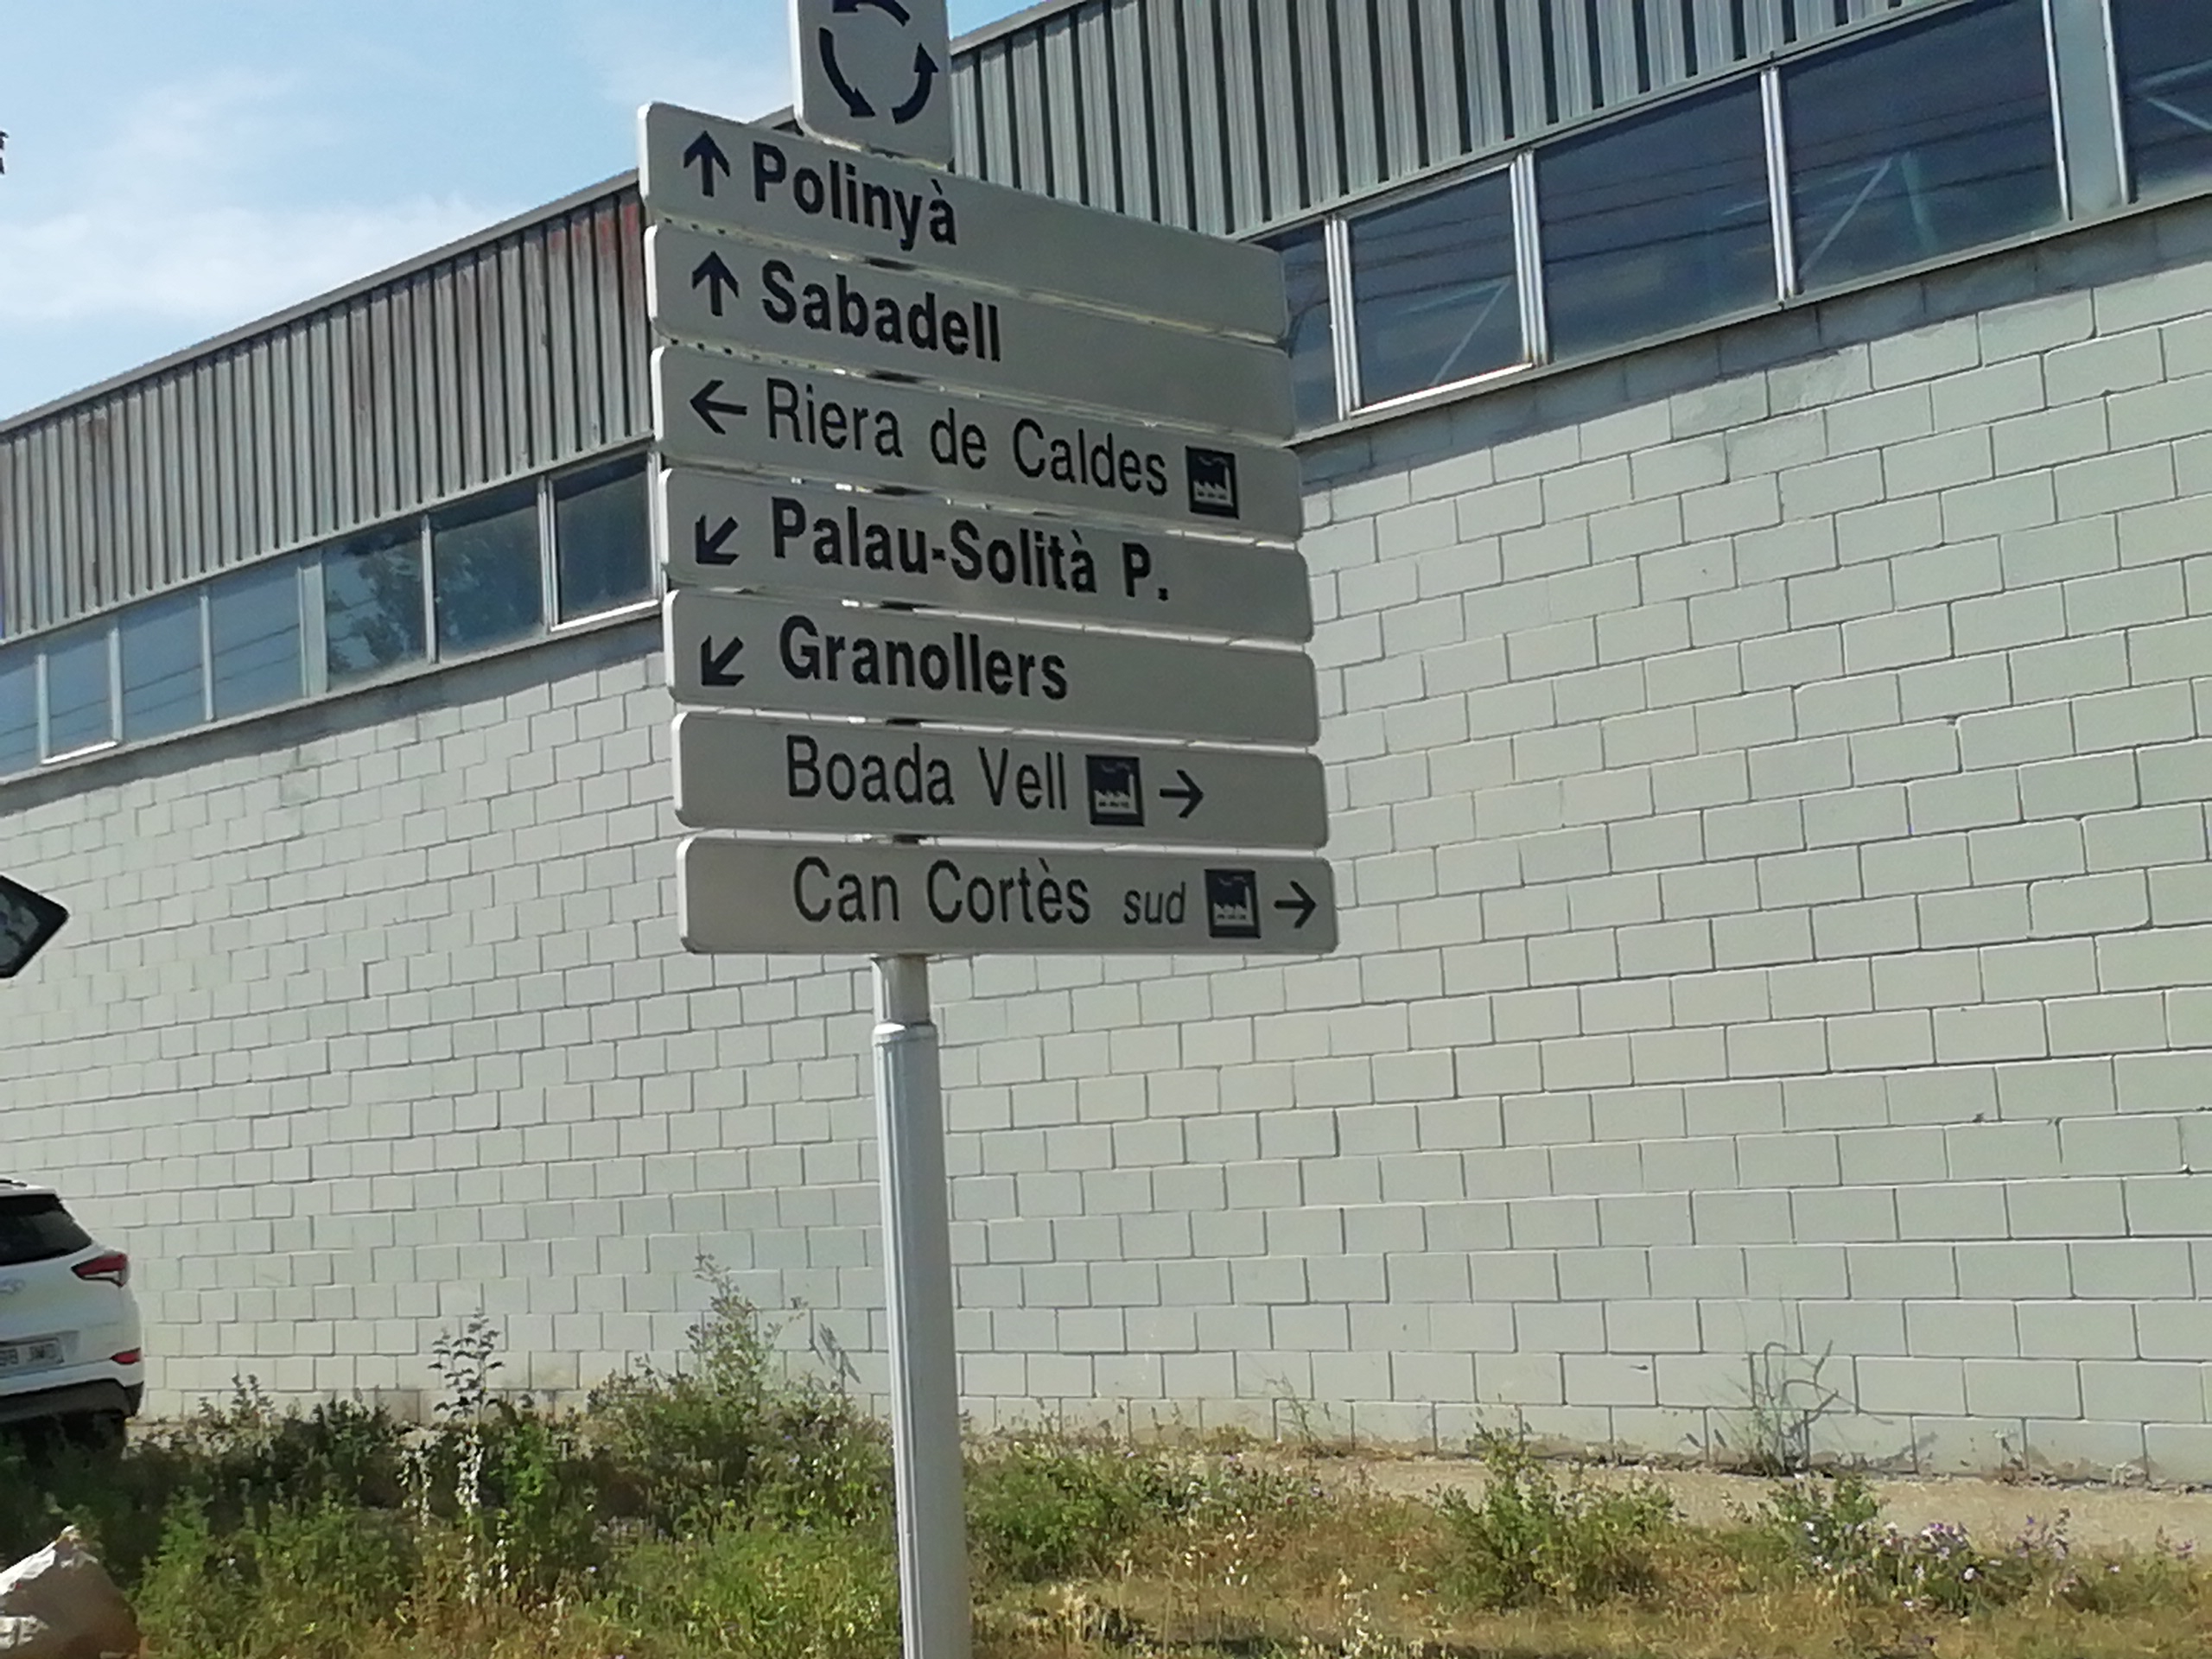 Polinyà
Sabadell
Riera de Caldes
Palau-Solità P.
Granollers
Boada Vell
Can Cortès sud